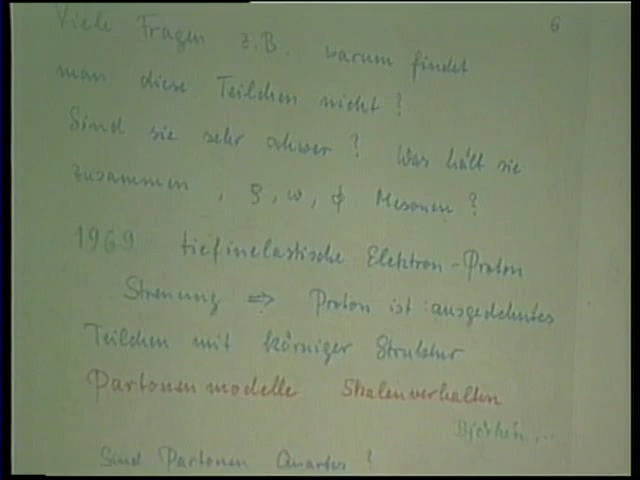 6
Viele Fragen z.B. warum findet
man diese Teilchen nicht?
Sind sie sehr schwer? Was hält sie
zusammen, ρ, ω, ϕ Mesonen?
1969 tiefinelastische Elektron-Proton
Streuung ⇒ Proton ist ausgedehntes
Teilchen mit körniger Struktur
Partonenmodelle Skalenverhalten
Bjorken...
Sind Partonen Quarks?